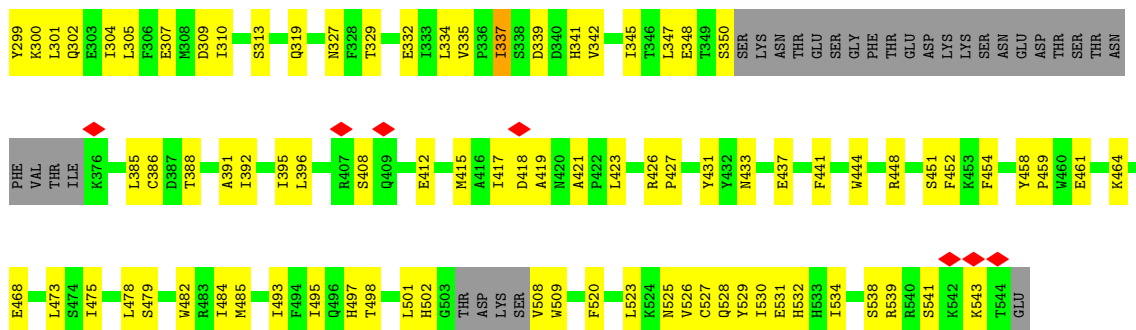 Y299 K300 L301 Q302 E303 I304 L305 F306 E307 M308 D309 I310 S313 Q319 N327 F328 T329 E332 I333 L334 V335 P336 I337 S338 D339 D340 H341 V342 I345 T346 L347 E348 T349 S350 SER LYS ASN THR GLU SER GLY PHE THR GLU ASP LYS LYS SER ASN GLU ASP THR SER THR ASN
PHE VAL THR ILE K376 L385 C386 D387 T388 A391 I392 I395 L396 R407 S408 Q409 E412 M415 A416 I417 D418 A419 N420 A421 P422 L423 R426 P427 Y431 Y432 N433 E437 F441 W444 R448 S451 F452 K453 F454 Y458 P459 W460 E461 K464
E468 L473 S474 I475 L478 S479 W482 R483 I484 M485 I493 F494 I495 Q496 H497 T498 L501 H502 G503 THR ASP LYS SER V508 W509 F520 L523 K524 N525 V526 C527 Q528 Y529 I530 E531 H532 H533 I534 S538 R539 R540 S541 K542 K543 T544 GLU